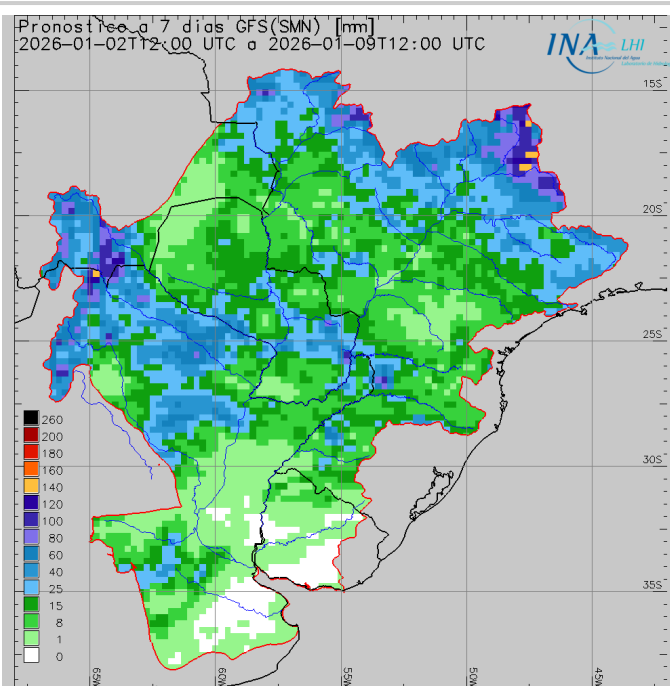 Pronostico a 7 dias GFS(SMN) [mm]
2026-01-02T12:00 UTC a 2026-01-09T12:00 UTC
INA LHI
Instituto Nacional del Agua
15S
20S
25S
30S
35S
260
200
180
160
140
120
100
80
60
40
25
15
8
1
0
65W
60W
55W
50W
45W